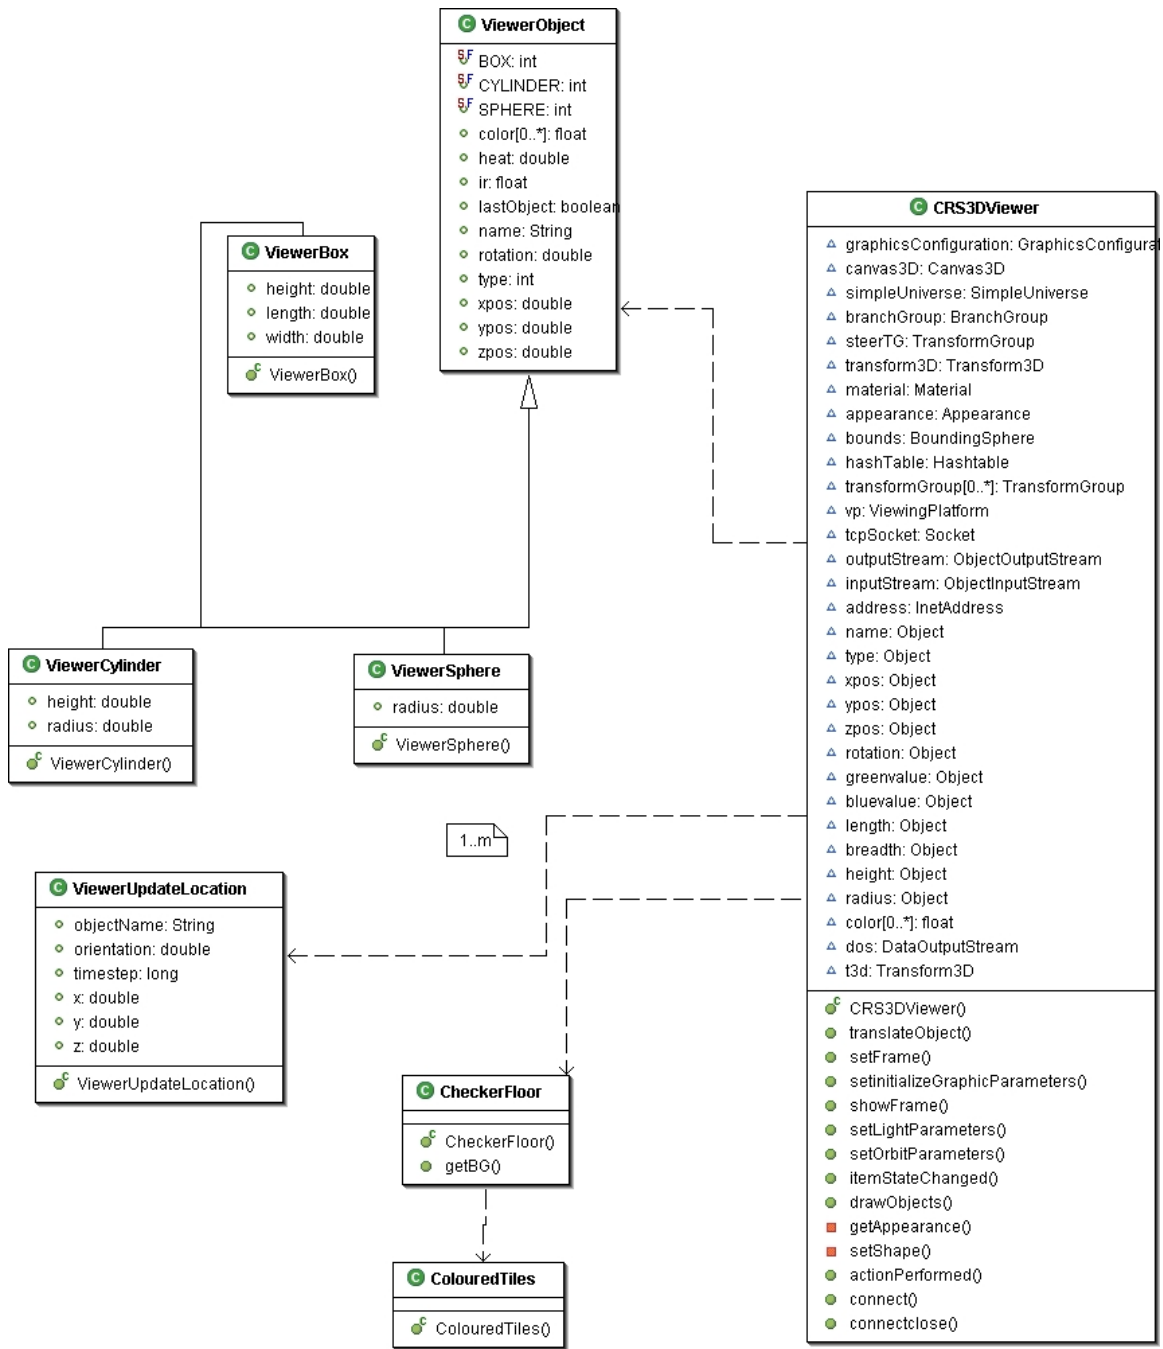 ViewerObject
BOX: int
CYLINDER: int
SPHERE: int
color[0..*]: float
heat: double
ir: float
lastObject: boolean
name: String
rotation: double
type: int
xpos: double
ypos: double
zpos: double
ViewerBox
height: double
length: double
width: double
ViewerBox()
ViewerCylinder
height: double
radius: double
ViewerCylinder()
ViewerSphere
radius: double
ViewerSphere()
1..m
ViewerUpdateLocation
objectName: String
orientation: double
timestep: long
x: double
y: double
z: double
ViewerUpdateLocation()
CheckerFloor
CheckerFloor()
getBG()
ColouredTiles
ColouredTiles()
CRS3DViewer
graphicsConfiguration: GraphicsConfigurat
canvas3D: Canvas3D
simpleUniverse: SimpleUniverse
branchGroup: BranchGroup
steerTG: TransformGroup
transform3D: Transform3D
material: Material
appearance: Appearance
bounds: BoundingSphere
hashTable: Hashtable
transformGroup[0..*]: TransformGroup
vp: ViewingPlatform
tcpSocket: Socket
outputStream: ObjectOutputStream
inputStream: ObjectInputStream
address: InetAddress
name: Object
type: Object
xpos: Object
ypos: Object
zpos: Object
rotation: Object
greenvalue: Object
bluevalue: Object
length: Object
breadth: Object
height: Object
radius: Object
color[0..*]: float
dos: DataOutputStream
t3d: Transform3D
CRS3DViewer()
translateObject()
setFrame()
setinitializeGraphicParameters()
showFrame()
setLightParameters()
setOrbitParameters()
itemStateChanged()
drawObjects()
getAppearance()
setShape()
actionPerformed()
connect()
connectclose()